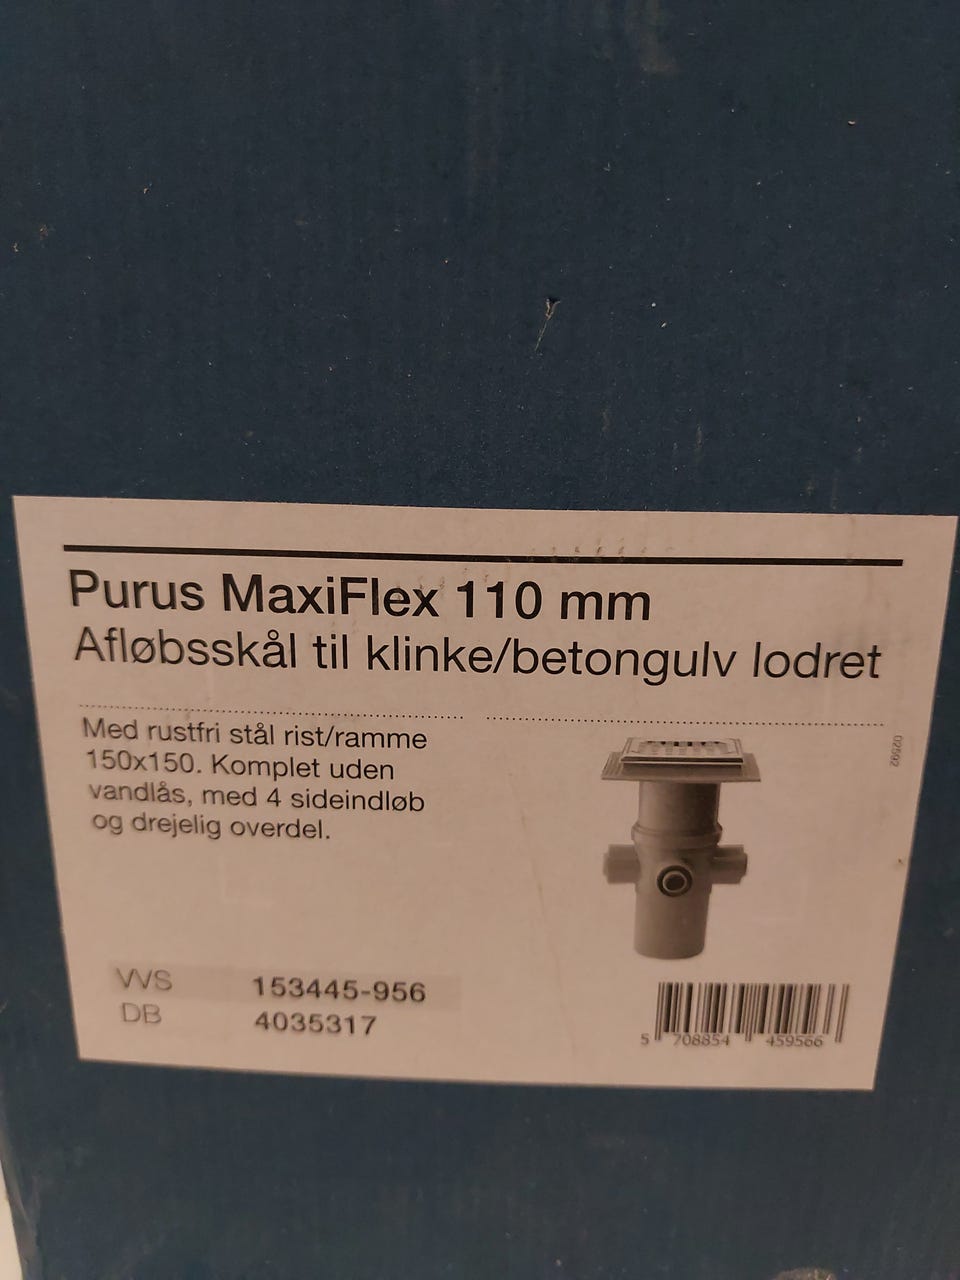 Purus MaxiFlex 110 mm
Afløbsskål til klinke/betongulv lodret
Med rustfri stål rist/ramme
150x150. Komplet uden
vandlås, med 4 sideindløb
og drejelig overdel.
02592
VVS 153445-956
DB 4035317
5 708854 459566